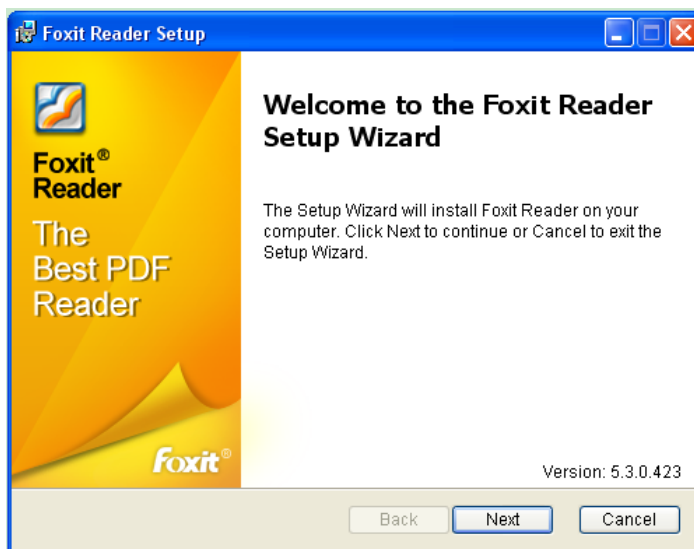 Foxit Reader Setup
Foxit®
Reader
The
Best PDF
Reader
Foxit®
Welcome to the Foxit Reader
Setup Wizard
The Setup Wizard will install Foxit Reader on your
computer. Click Next to continue or Cancel to exit the
Setup Wizard.
Version: 5.3.0.423
Back Next Cancel